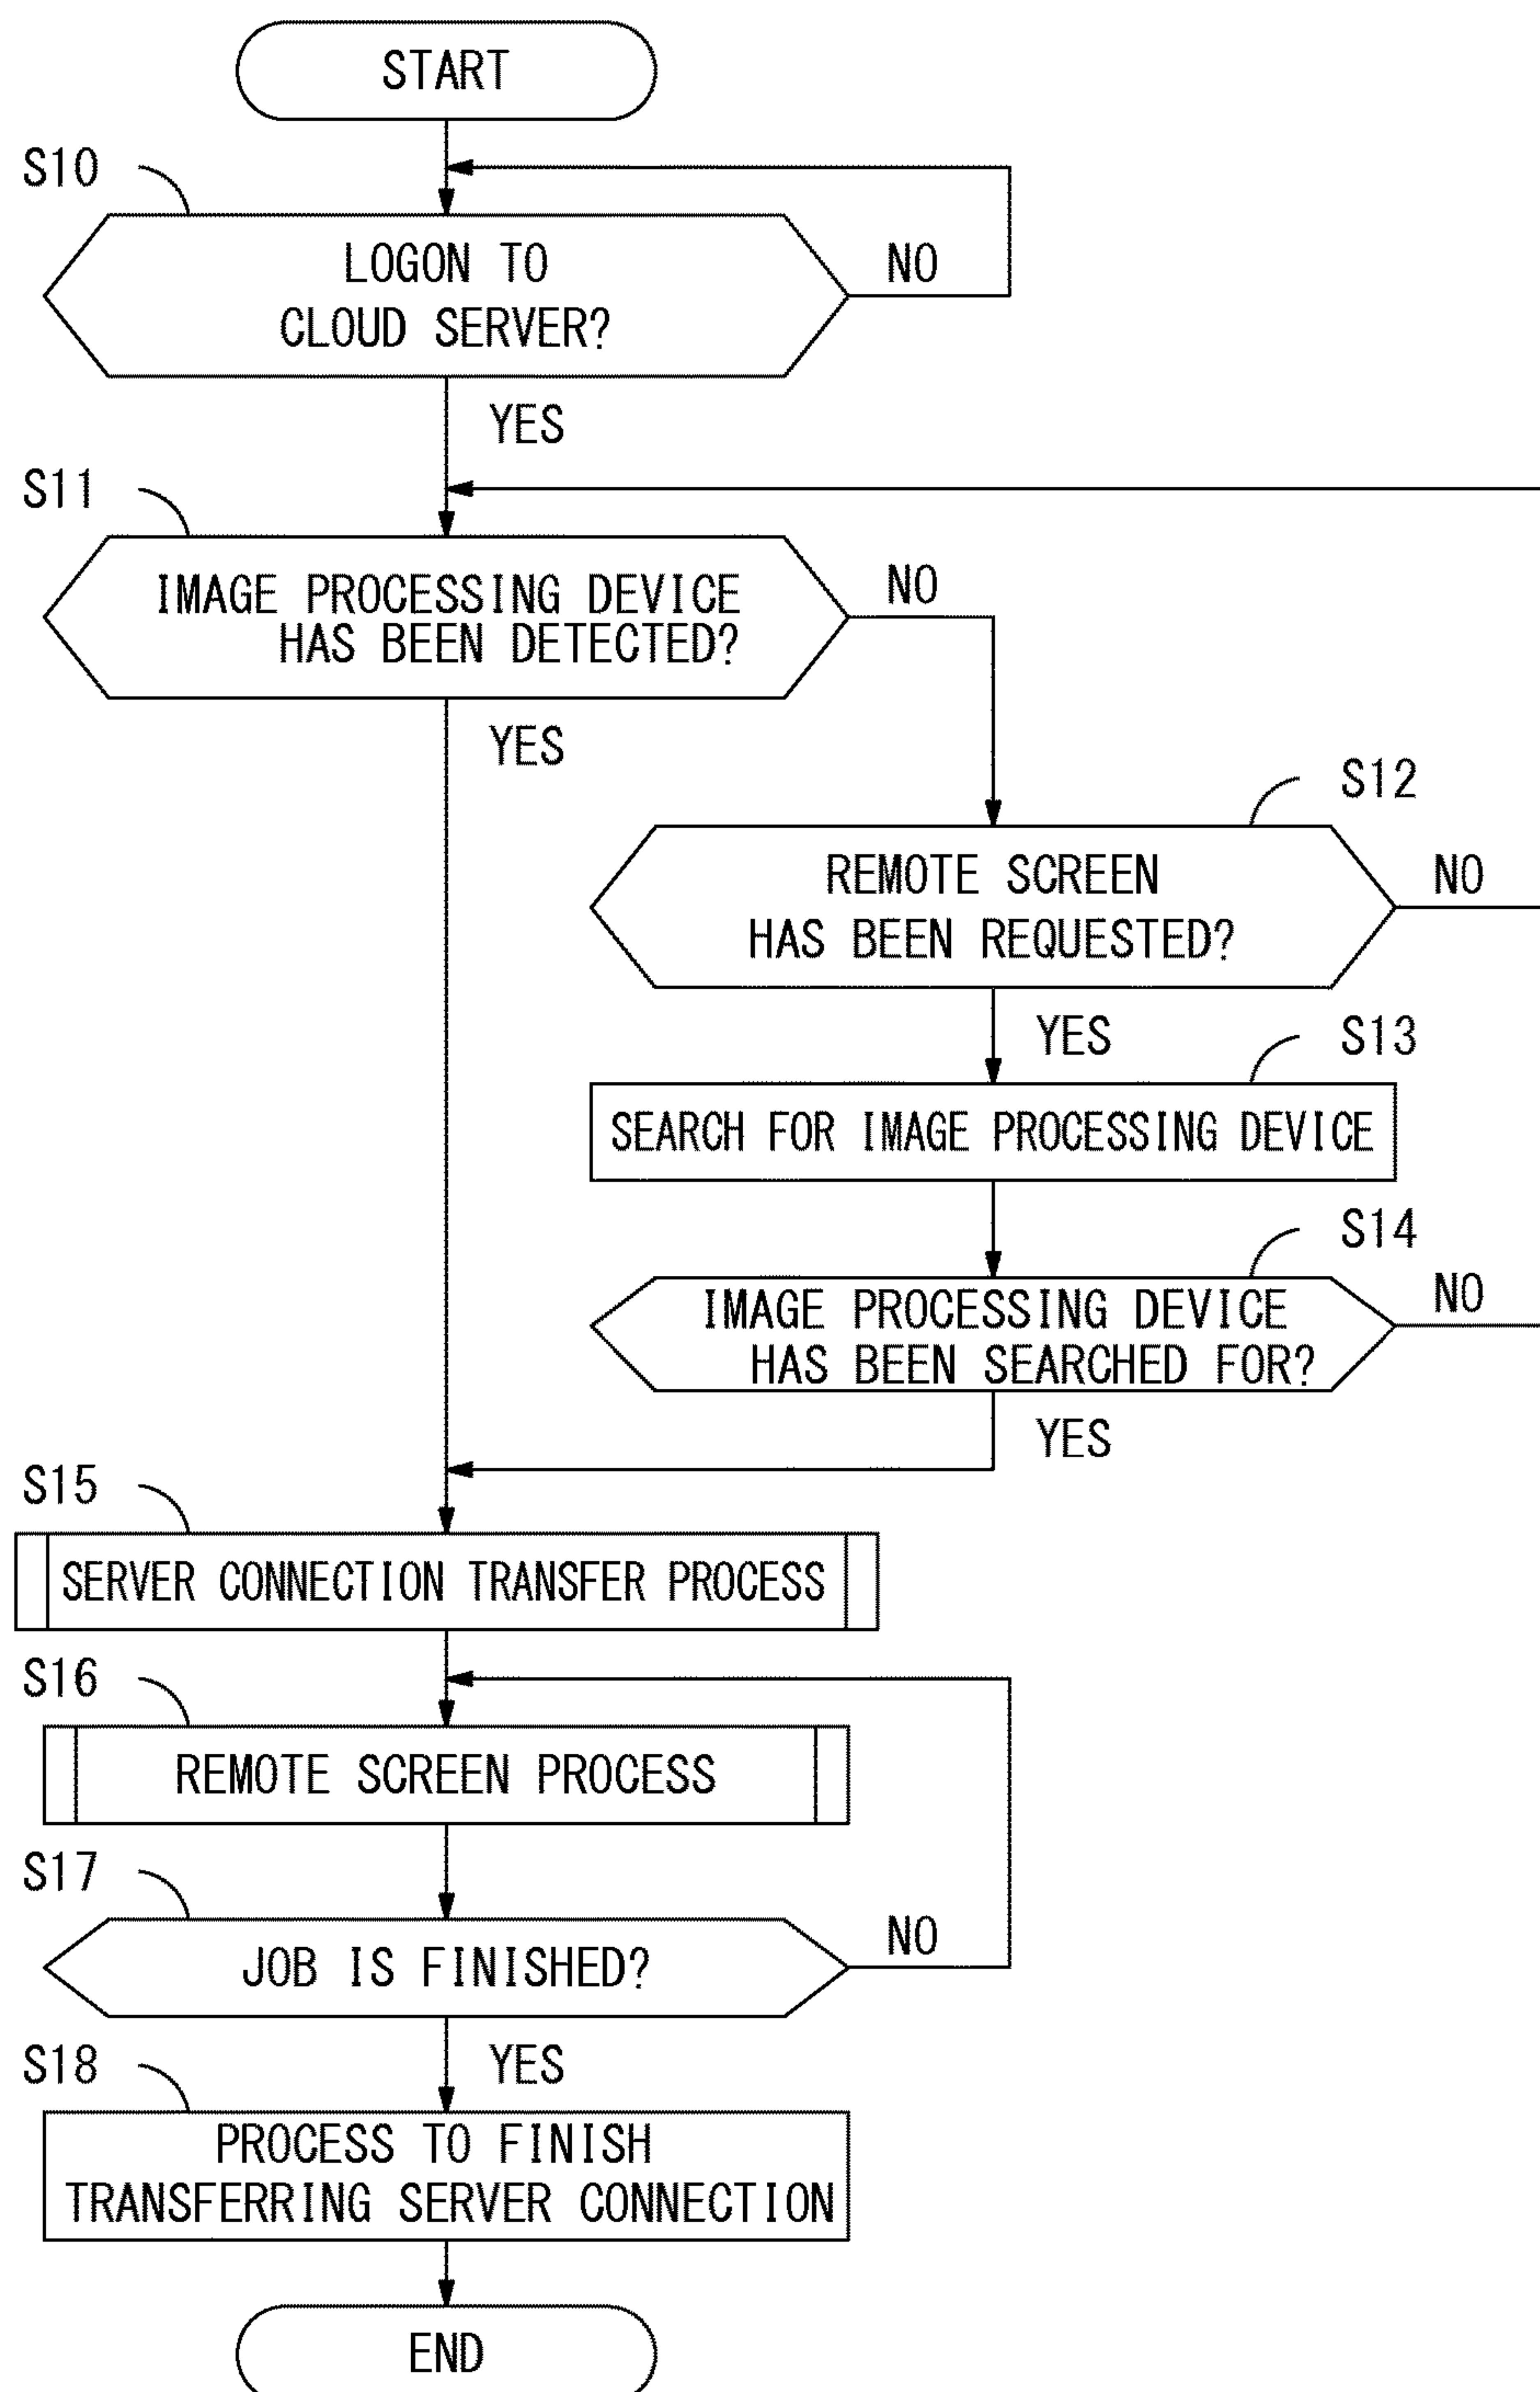 START
S10
LOGON TO
CLOUD SERVER?
NO
YES
S11
IMAGE PROCESSING DEVICE
HAS BEEN DETECTED?
NO
YES
S12
REMOTE SCREEN
HAS BEEN REQUESTED?
NO
YES
S13
SEARCH FOR IMAGE PROCESSING DEVICE
S14
IMAGE PROCESSING DEVICE
HAS BEEN SEARCHED FOR?
NO
YES
S15
SERVER CONNECTION TRANSFER PROCESS
S16
REMOTE SCREEN PROCESS
S17
JOB IS FINISHED?
NO
YES
S18
PROCESS TO FINISH
TRANSFERRING SERVER CONNECTION
END